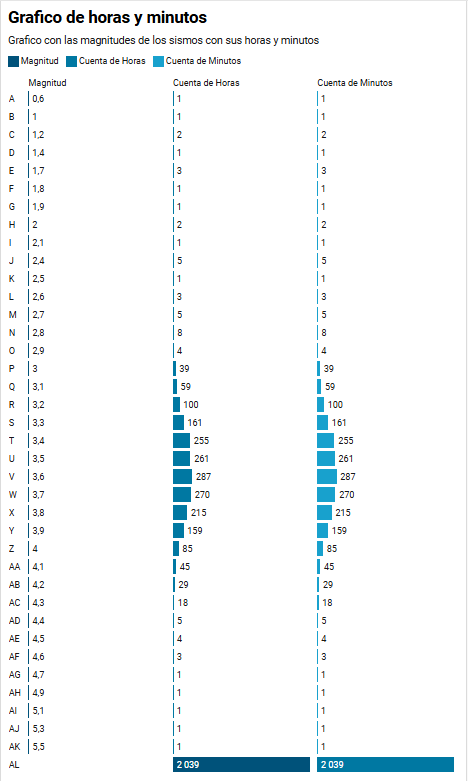 Grafico de horas y minutos
Grafico con las magnitudes de los sismos con sus horas y minutos
Magnitud Cuenta de Horas Cuenta de Minutos
Magnitud Cuenta de Horas Cuenta de Minutos
A 0,6 1 1
B 1 1 1
C 1,2 2 2
D 1,4 1 1
E 1,7 3 3
F 1,8 1 1
G 1,9 1 1
H 2 2 2
I 2,1 1 1
J 2,4 5 5
K 2,5 1 1
L 2,6 3 3
M 2,7 5 5
N 2,8 8 8
O 2,9 4 4
P 3 39 39
Q 3,1 59 59
R 3,2 100 100
S 3,3 161 161
T 3,4 255 255
U 3,5 261 261
V 3,6 287 287
W 3,7 270 270
X 3,8 215 215
Y 3,9 159 159
Z 4 85 85
AA 4,1 45 45
AB 4,2 29 29
AC 4,3 18 18
AD 4,4 5 5
AE 4,5 4 4
AF 4,6 3 3
AG 4,7 1 1
AH 4,9 1 1
AI 5,1 1 1
AJ 5,3 1 1
AK 5,5 1 1
AL 2 039 2 039